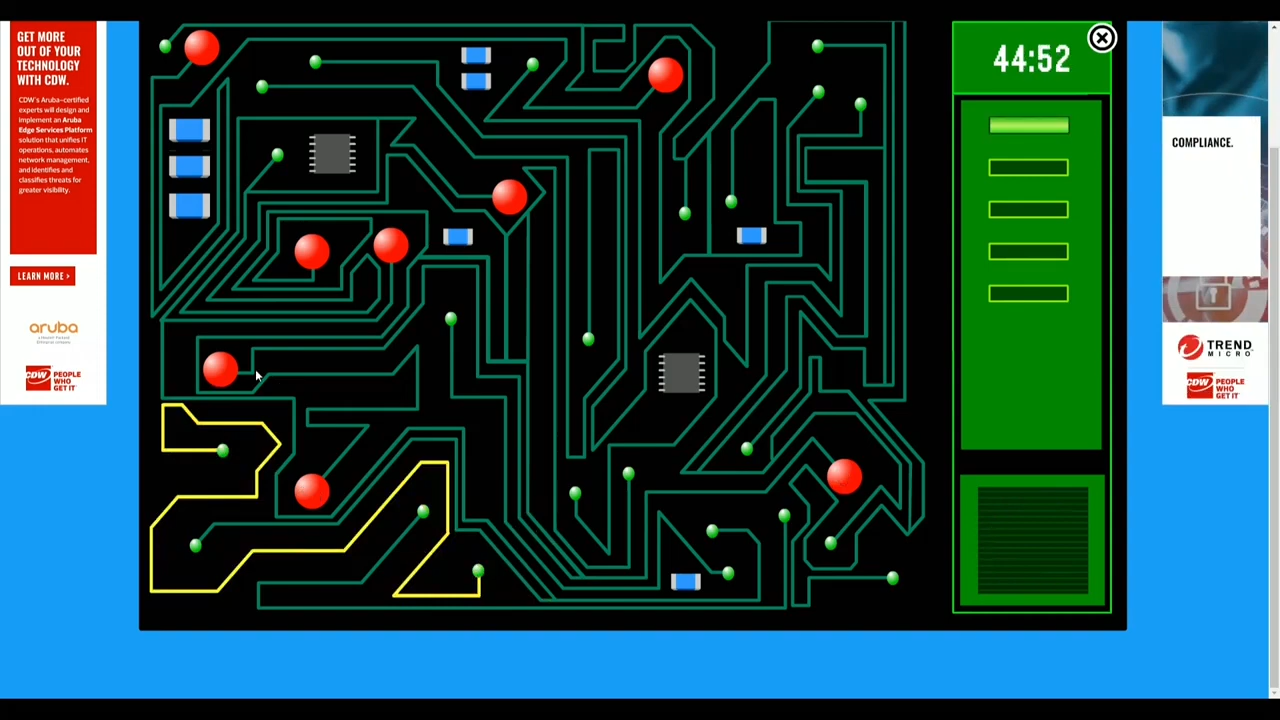 GET MORE
OUT OF YOUR
TECHNOLOGY
WITH CDW.
CDW's Aruba-certified
experts will design and
implement an Aruba
Edge Services Platform
solution that unifies IT
operations, automates
network management,
and identifies and
classifies threats for
greater visibility.
LEARN MORE >
aruba
CDW PEOPLE
WHO
GET IT
44:52
COMPLIANCE.
TREND
MICRO
CDW PEOPLE
WHO
GET IT